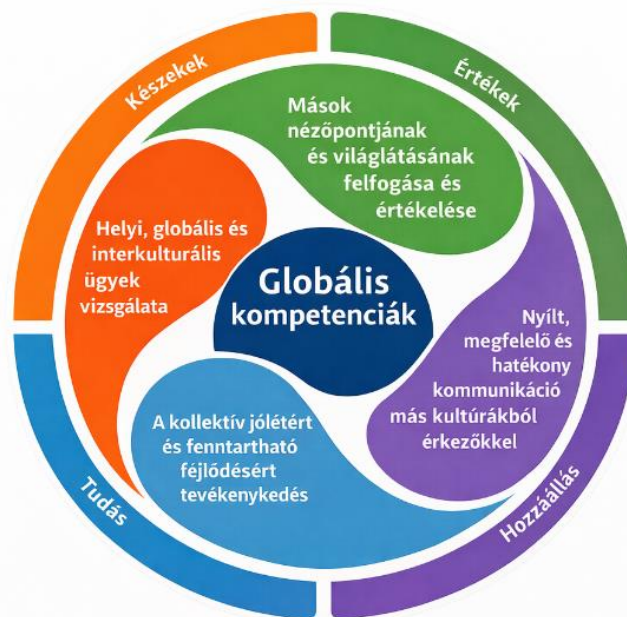 Készekek
Értékek
Mások
nézőpontjának
és világlátásának
felfogása és
értékelése
Helyi, globális és
interkulturális
ügyek
vizsgálata
Globális
kompetenciák
Nyílt,
megfelelő és
hatékony
kommunikáció
más kultúrákból
érkezőkkel
A kollektív jólétért
és fenntartható
féjlődésért
tevékenykedés
Tudás
Hozzáállás